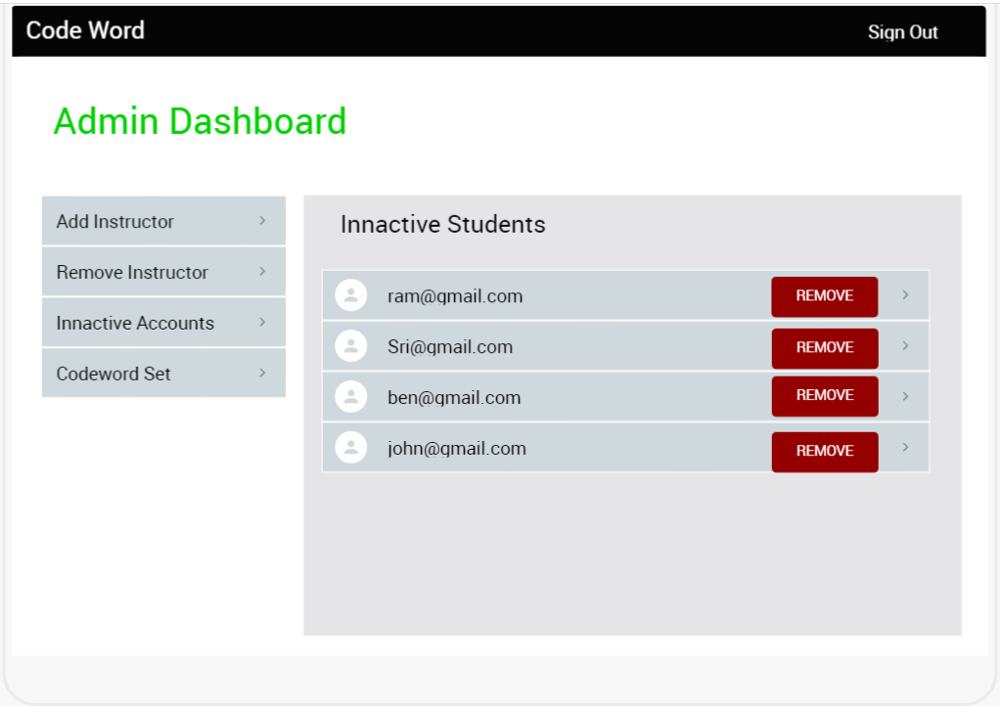 Code Word
Sign Out
Admin Dashboard
Add Instructor
Remove Instructor
Innactive Accounts
Codeword Set
Innactive Students
ram@gmail.com REMOVE
Sri@gmail.com REMOVE
ben@gmail.com REMOVE
john@gmail.com REMOVE